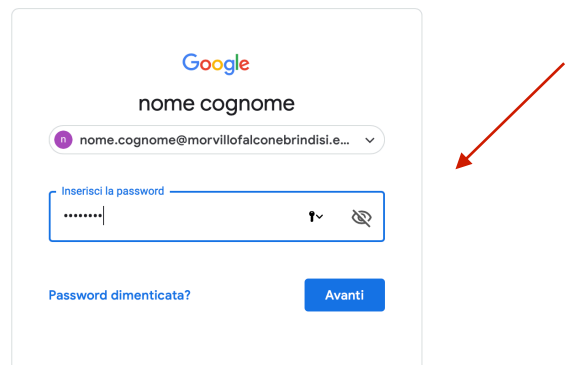 Google
nome cognome
n nome.cognome@morvillofalconebrindisi.e...
Inserisci la password
••••••••
Password dimenticata? Avanti